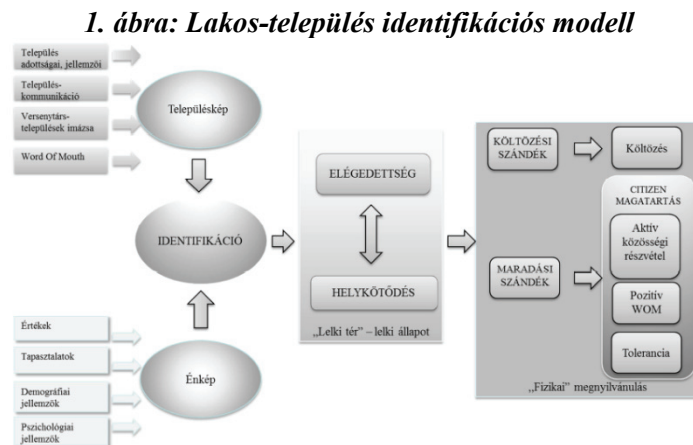 1. ábra: Lakos-település identifikációs modell
Település
adottságai, jellemzői
Település-
kommunikáció
Versenytárs-
települések imázsa
Word Of Mouth
Településkép
IDENTIFIKÁCIÓ
Értékek
Tapasztalatok
Demográfiai
jellemzők
Pszichológiai
jellemzők
Énkép
ELÉGEDETTSÉG
HELYKÖTŐDÉS
„Lelki tér” – lelki állapot
KÖLTÖZÉSI
SZÁNDÉK
Költözés
MARADÁSI
SZÁNDÉK
CITIZEN
MAGATARTÁS
Aktív
közösségi
részvétel
Pozitív
WOM
Tolerancia
„Fizikai” megnyilvánulás